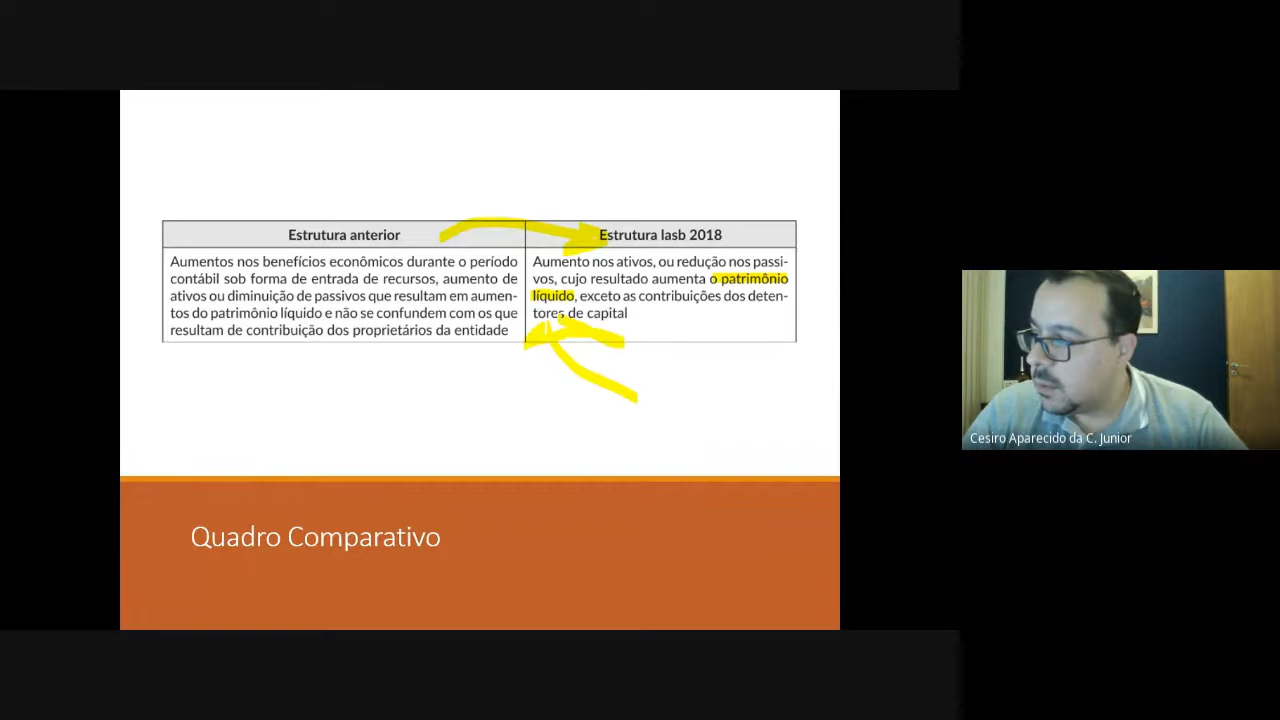 Estrutura anterior
Aumentos nos benefícios econômicos durante o período
contábil sob forma de entrada de recursos, aumento de
ativos ou diminuição de passivos que resultam em aumen-
tos do patrimônio líquido e não se confundem com os que
resultam de contribuição dos proprietários da entidade
Estrutura Iasb 2018
Aumento nos ativos, ou redução nos passi-
vos, cujo resultado aumenta o patrimônio
líquido, exceto as contribuições dos deten-
tores de capital
Quadro Comparativo
Cesiro Aparecido da C. Junior